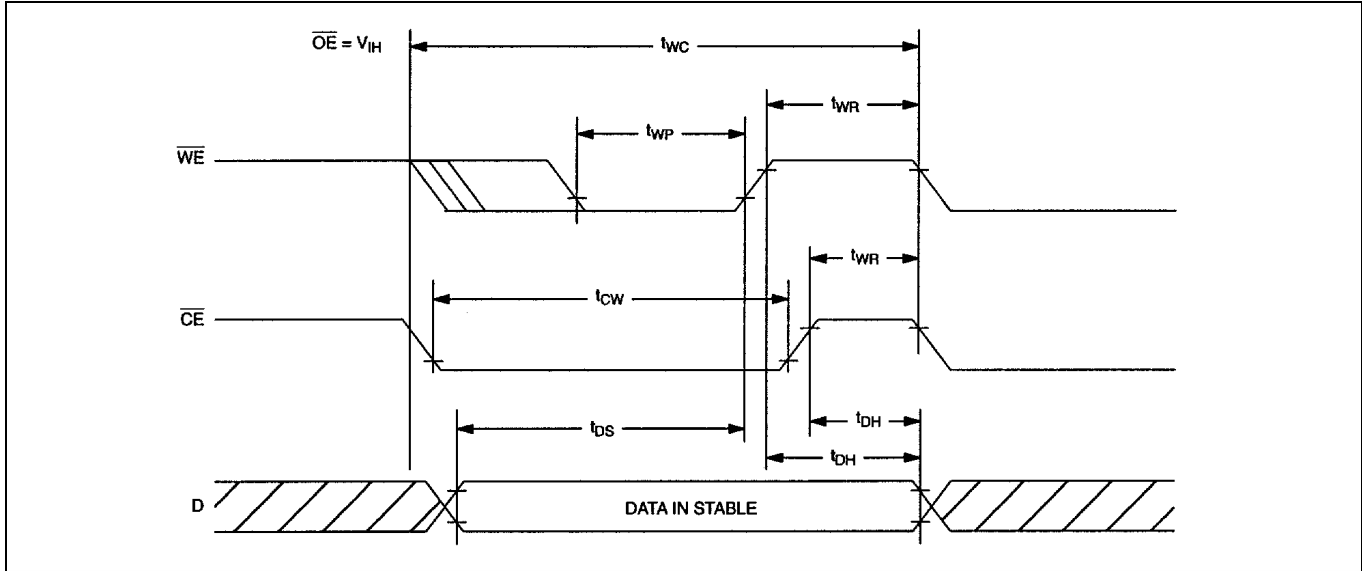 OE = VIH
tWC
tWR
tWP
WE
tWR
tCW
CE
tDH
tDS
tDH
D
DATA IN STABLE